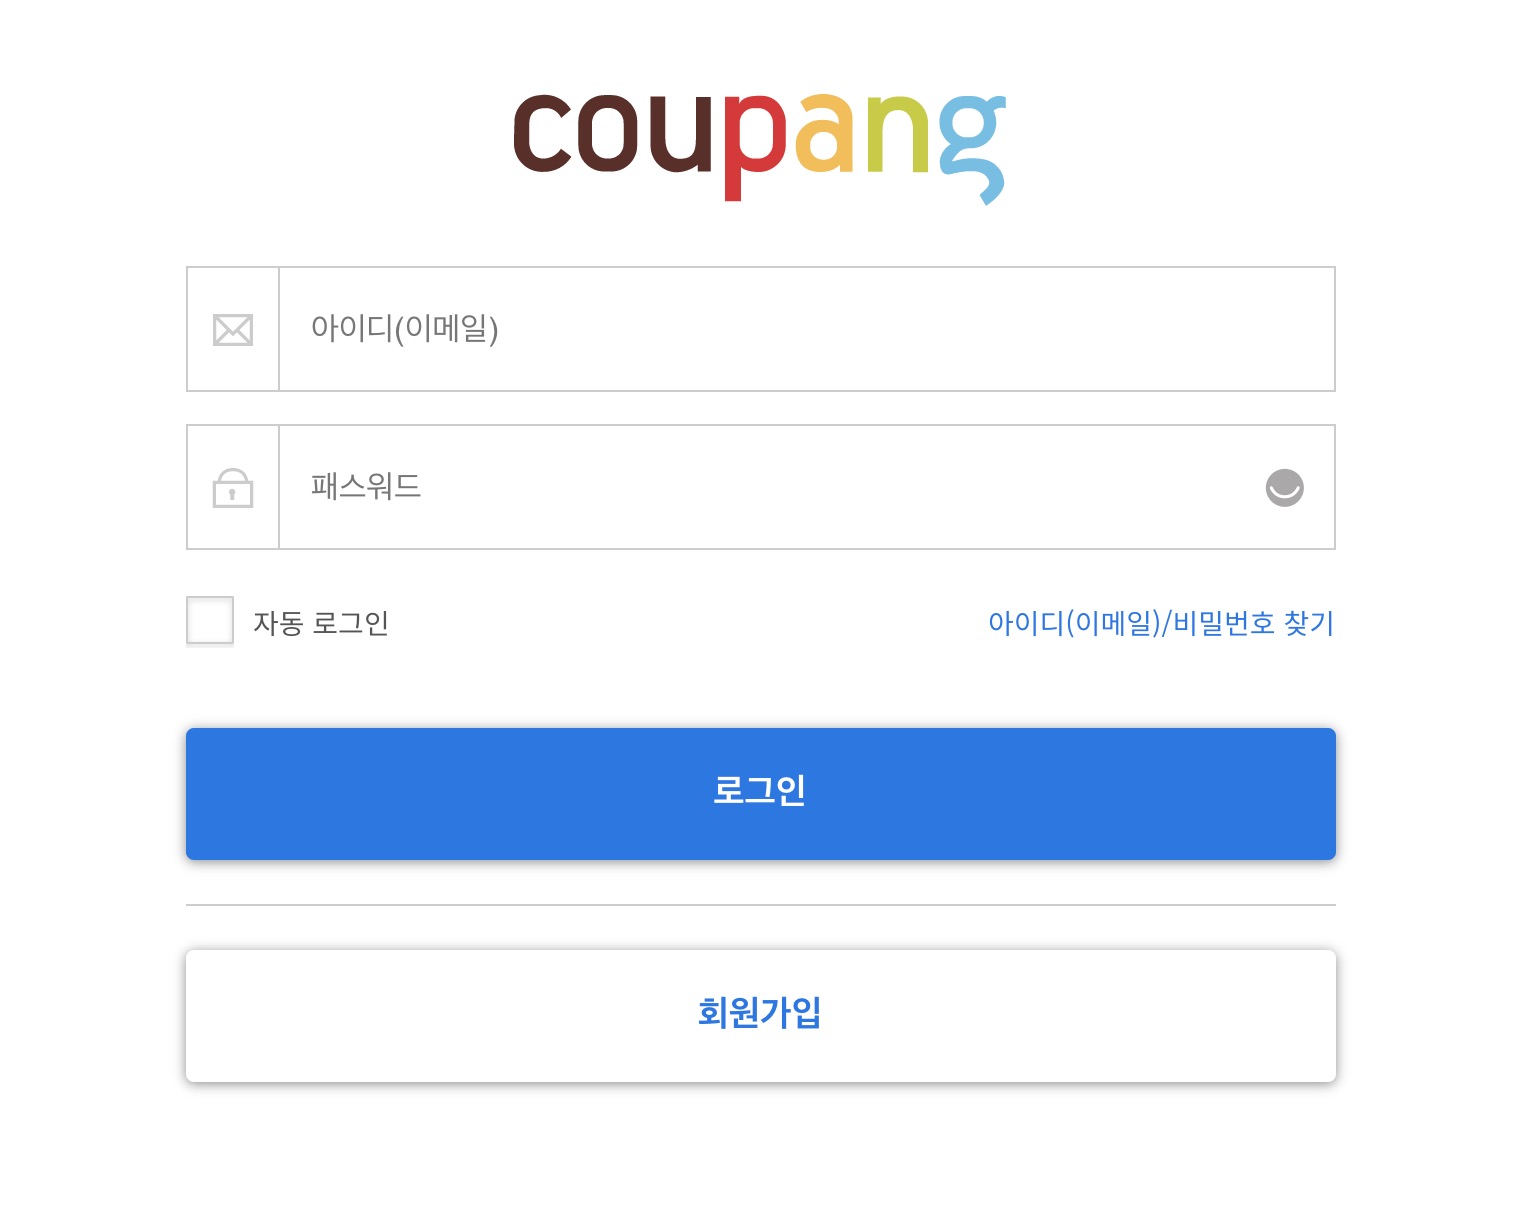 coupang
아이디(이메일)
패스워드
자동 로그인
아이디(이메일)/비밀번호 찾기
로그인
회원가입